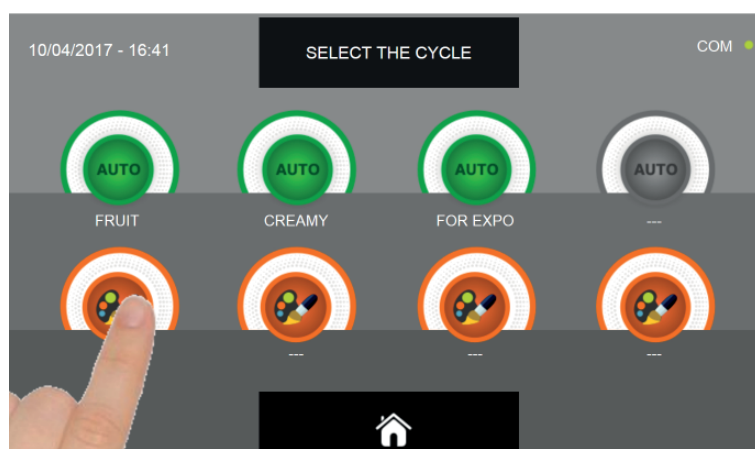 10/04/2017 - 16:41
SELECT THE CYCLE
COM
AUTO AUTO AUTO AUTO
FRUIT CREAMY FOR EXPO ---
--- --- ---